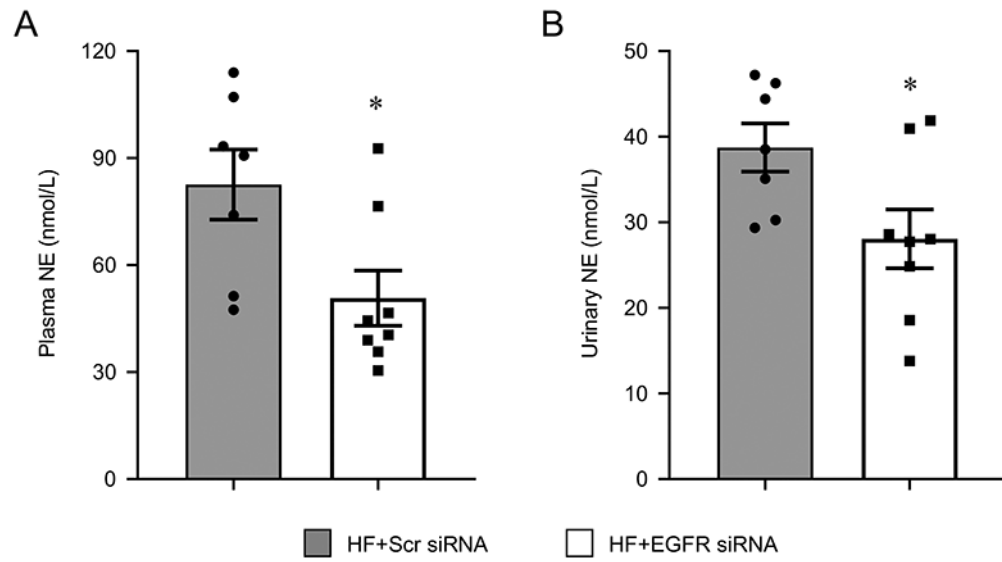 A
B
Plasma NE (nmol/L)
120
90
60
30
0
*
Urinary NE (nmol/L)
50
40
30
20
10
0
*
HF+Scr siRNA
HF+EGFR siRNA